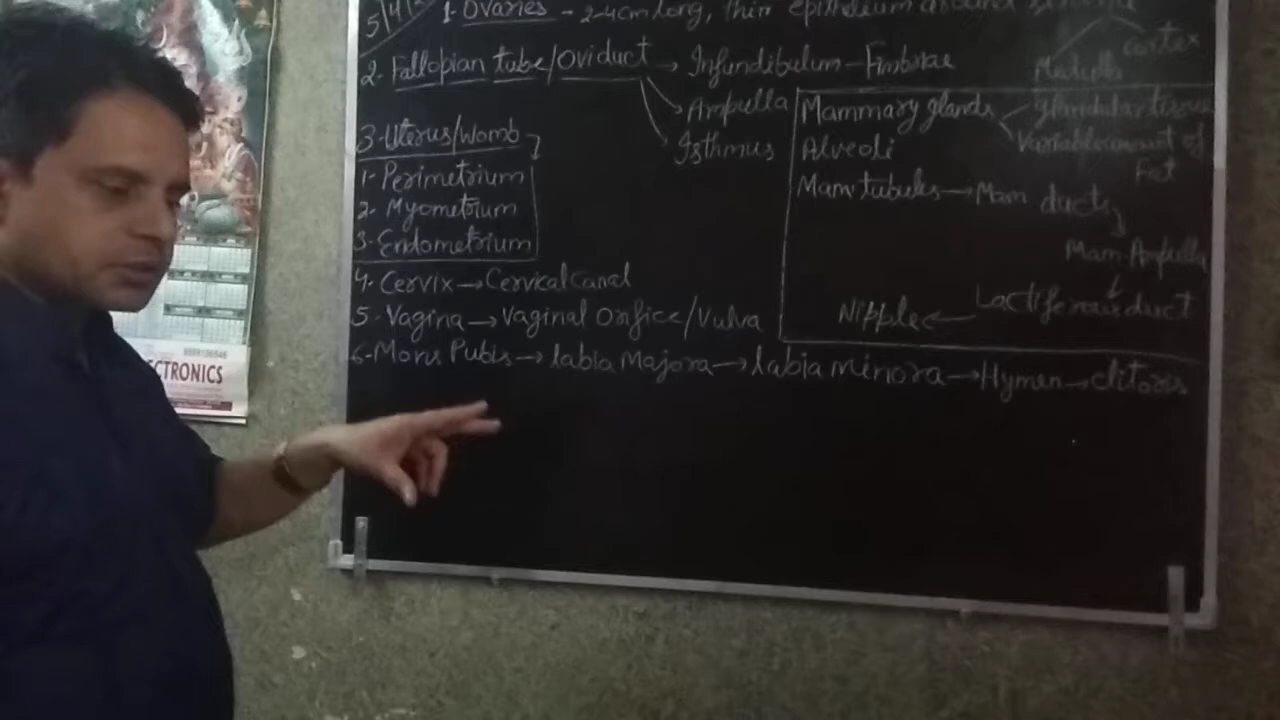 5/4/
1- Ovaries - 2-4cm long, thin epithelium around
cortex
Medulla
2- Fallopian tube/Oviduct → Infundibulum - Fimbrae
Ampulla
Isthmus
3-Uterus/Womb
1- Perimetrium
2- Myometrium
3-Endometrium
4- Cervix → Cervical Canal
5- Vagina → Vaginal Orifice/Vulva
6-Mons Pubis → labia Majora → labia Minora → Hymen → clitoris
Mammary glands
glandular tissue
Variable amount of
Fat
Alveoli
Mam tubules → Mam ducts
Mam Ampulla
Lactiferous duct
Nipple
CTRONICS